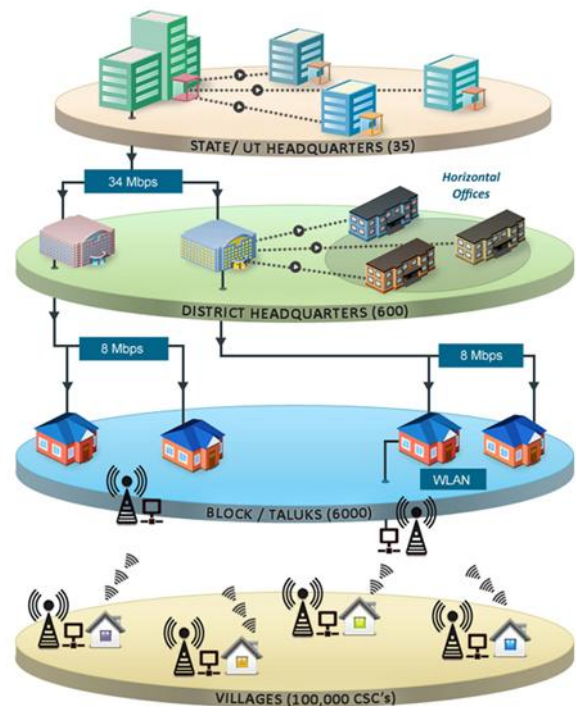 STATE/ UT HEADQUARTERS (35)
34 Mbps
Horizontal
Offices
DISTRICT HEADQUARTERS (600)
8 Mbps
8 Mbps
WLAN
BLOCK / TALUKS (6000)
VILLAGES (100,000 CSC's)